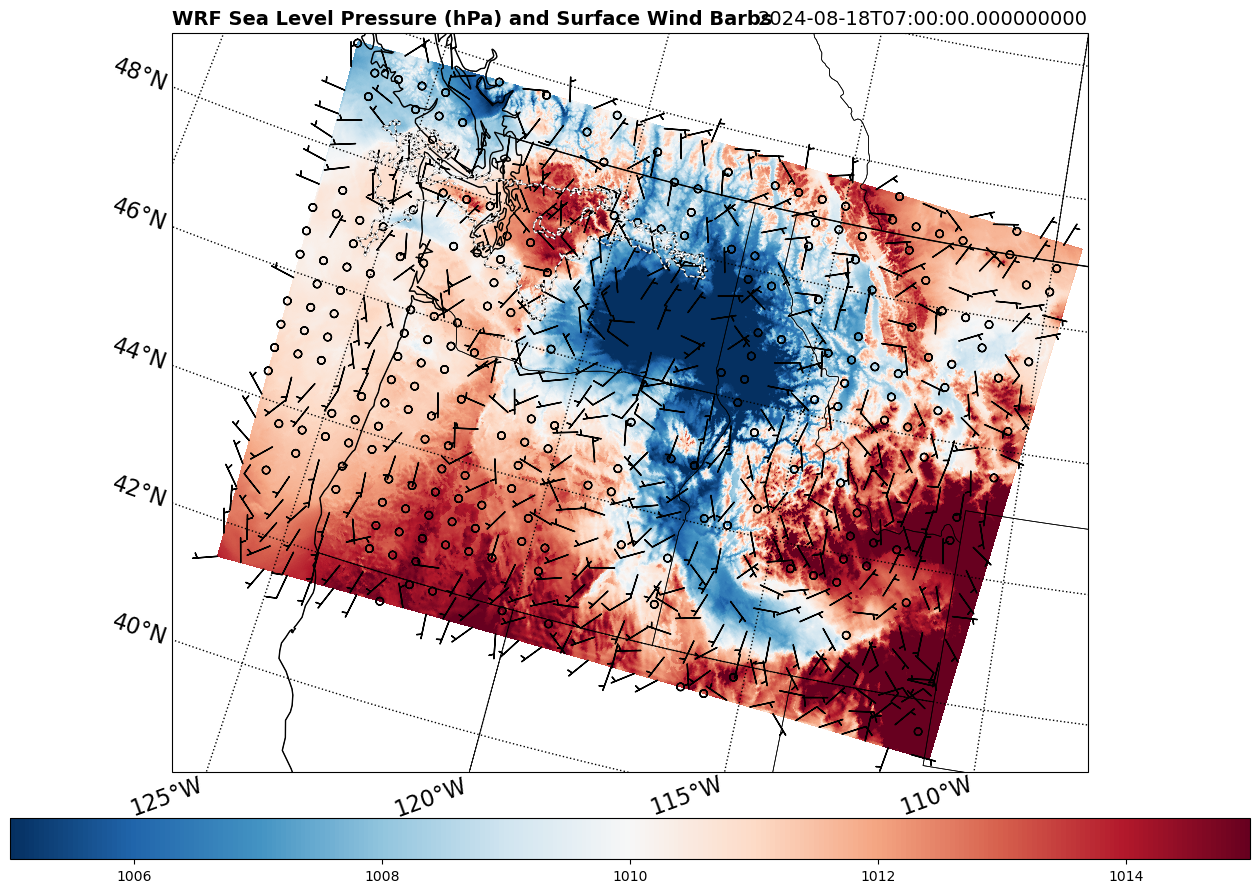 WRF Sea Level Pressure (hPa) and Surface Wind Barbs 2024-08-18T07:00:00.000000000
48°N
46°N
44°N
42°N
40°N
125°W 120°W 115°W 110°W
1006 1008 1010 1012 1014